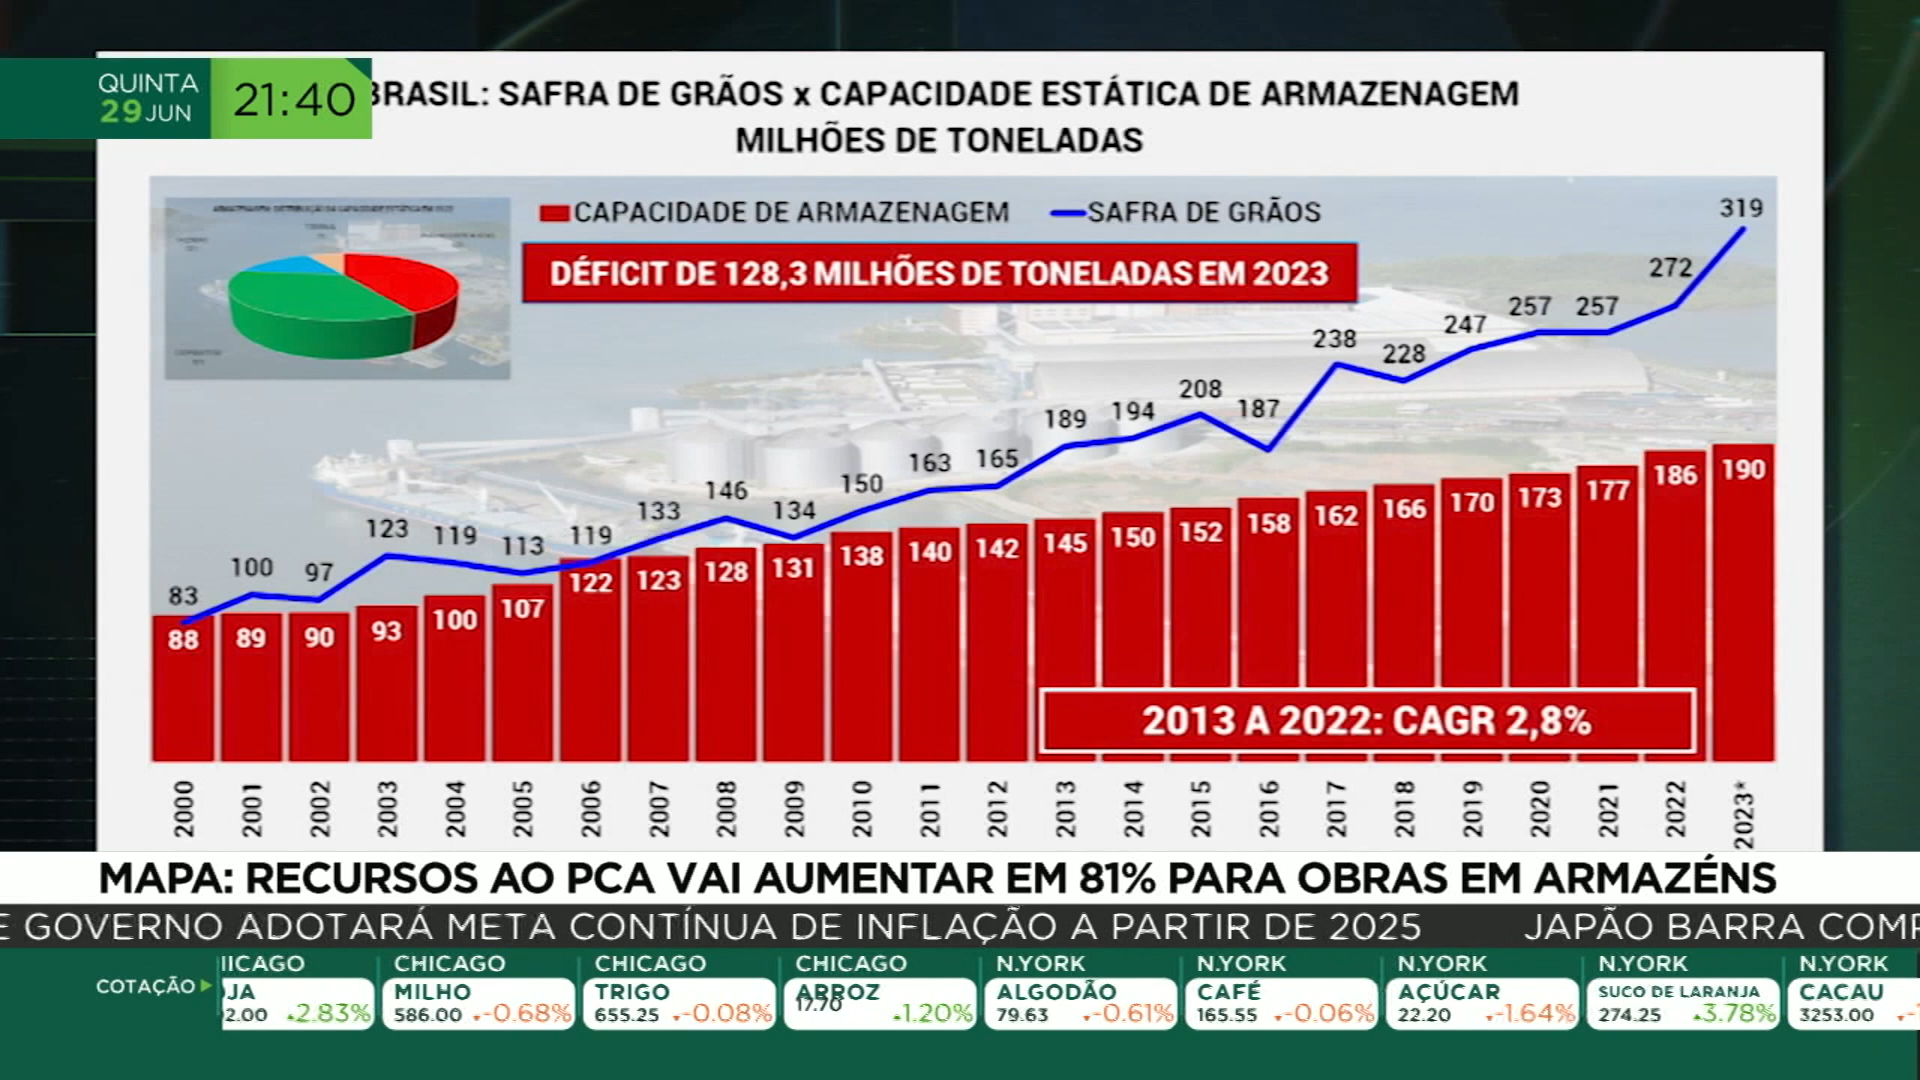 QUINTA
29 JUN
21:40
BRASIL: SAFRA DE GRÃOS x CAPACIDADE ESTÁTICA DE ARMAZENAGEM
MILHÕES DE TONELADAS
CAPACIDADE DE ARMAZENAGEM SAFRA DE GRÃOS
DÉFICIT DE 128,3 MILHÕES DE TONELADAS EM 2023
83 100 97 123 119 113 119 133 146 134 150 163 165 189 194 208 187 238 228 247 257 257 272 319
88 89 90 93 100 107 122 123 128 131 138 140 142 145 150 152 158 162 166 170 173 177 186 190
2013 A 2022: CAGR 2,8%
2000 2001 2002 2003 2004 2005 2006 2007 2008 2009 2010 2011 2012 2013 2014 2015 2016 2017 2018 2019 2020 2021 2022 2023*
MAPA: RECURSOS AO PCA VAI AUMENTAR EM 81% PARA OBRAS EM ARMAZÉNS
E GOVERNO ADOTARÁ META CONTÍNUA DE INFLAÇÃO A PARTIR DE 2025 JAPÃO BARRA COMP
COTAÇÃO
CHICAGO CHICAGO CHICAGO N.YORK N.YORK N.YORK N.YORK N.YORK
JA MILHO TRIGO ARROZ ALGODÃO CAFÉ AÇÚCAR SUCO DE LARANJA CACAU
2.00 2.83% 586.00 -0.68% 655.25 -0.08% 17.70 1.20% 79.63 -0.61% 165.55 -0.06% 22.20 -1.64% 274.25 3.78% 3253.00